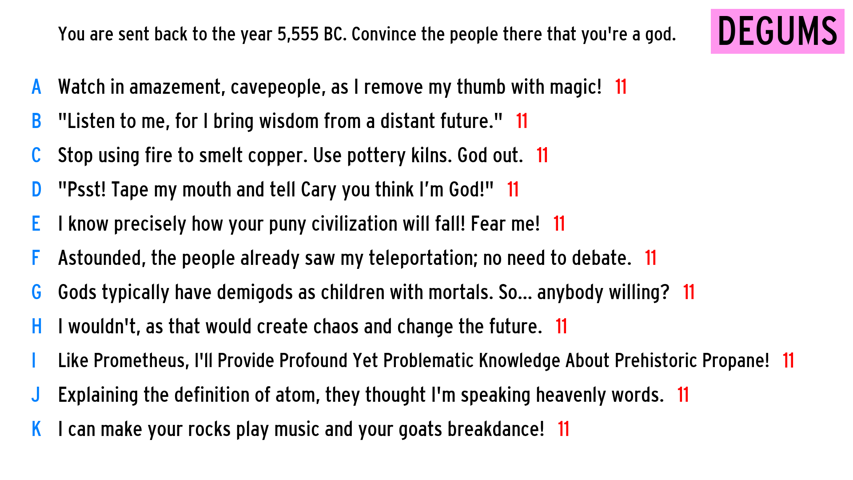 You are sent back to the year 5,555 BC. Convince the people there that you're a god.
DEGUMS
A Watch in amazement, cavepeople, as I remove my thumb with magic! 11
B "Listen to me, for I bring wisdom from a distant future." 11
C Stop using fire to smelt copper. Use pottery kilns. God out. 11
D "Psst! Tape my mouth and tell Cary you think I’m God!" 11
E I know precisely how your puny civilization will fall! Fear me! 11
F Astounded, the people already saw my teleportation; no need to debate. 11
G Gods typically have demigods as children with mortals. So... anybody willing? 11
H I wouldn't, as that would create chaos and change the future. 11
I Like Prometheus, I'll Provide Profound Yet Problematic Knowledge About Prehistoric Propane! 11
J Explaining the definition of atom, they thought I'm speaking heavenly words. 11
K I can make your rocks play music and your goats breakdance! 11